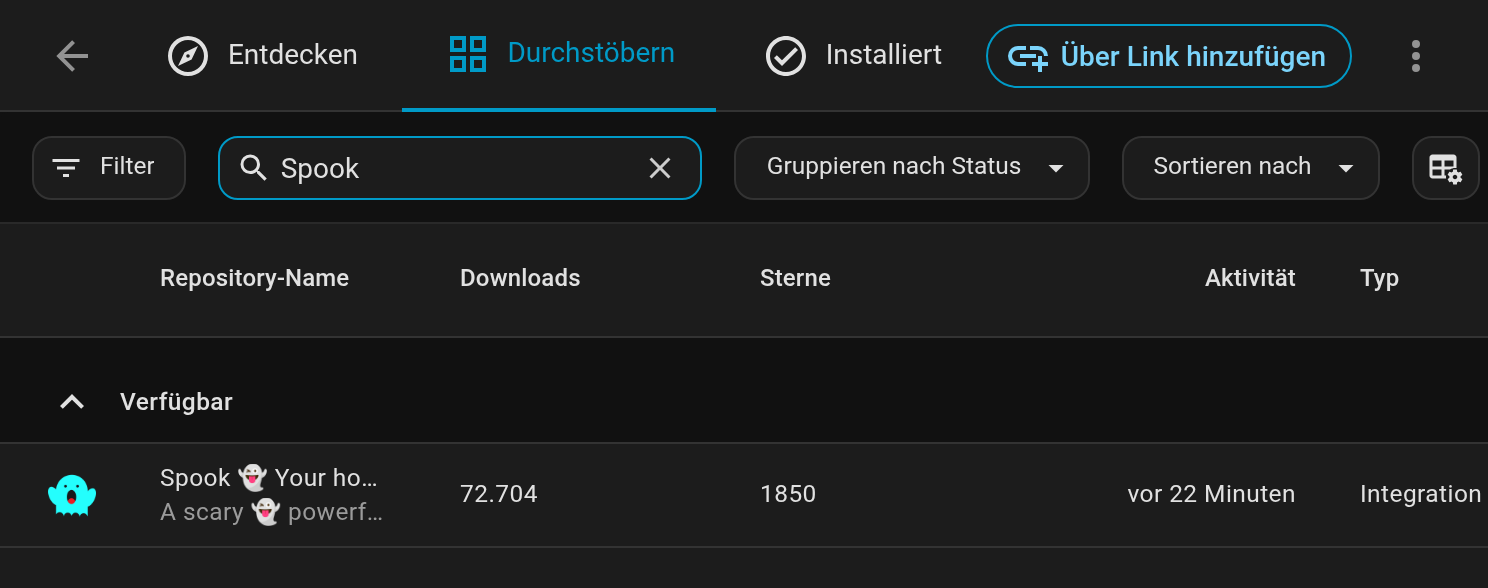 Entdecken
Durchstöbern
Installiert
Über Link hinzufügen
Filter
Spook
Gruppieren nach Status
Sortieren nach
Repository-Name
Downloads
Sterne
Aktivität
Typ
Verfügbar
Spook 👻 Your ho…
A scary 👻 powerf…
72.704
1850
vor 22 Minuten
Integration